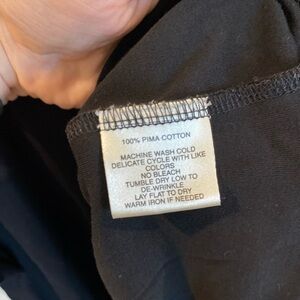 100% PIMA COTTON
MACHINE WASH COLD
DELICATE CYCLE WITH LIKE
COLORS
NO BLEACH
TUMBLE DRY LOW TO
DE-WRINKLE
LAY FLAT TO DRY
WARM IRON IF NEEDED